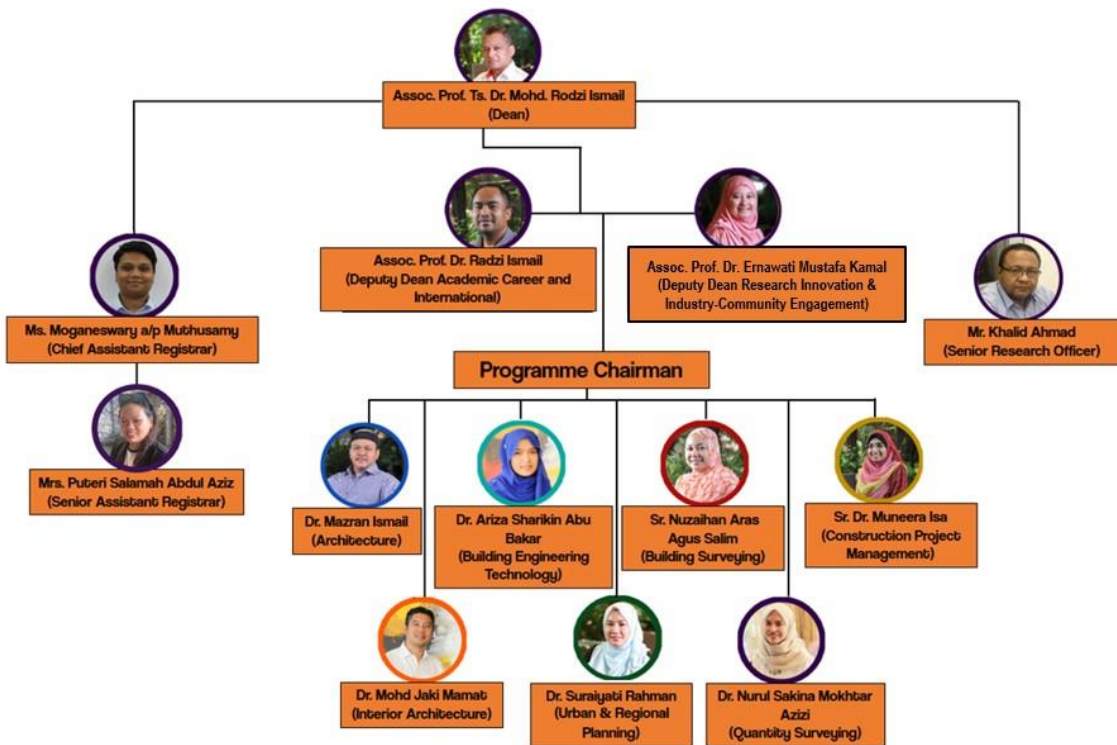 Assoc. Prof. Ts. Dr. Mohd. Rodzi Ismail
(Dean)
Assoc. Prof. Dr. Radzi Ismail
(Deputy Dean Academic Career and
International)
Assoc. Prof. Dr. Ernawati Mustafa Kamal
(Deputy Dean Research Innovation &
Industry-Community Engagement)
Ms. Moganeswary a/p Muthusamy
(Chief Assistant Registrar)
Mr. Khalid Ahmad
(Senior Research Officer)
Mrs. Puteri Salamah Abdul Aziz
(Senior Assistant Registrar)
Programme Chairman
Dr. Mazran Ismail
(Architecture)
Dr. Ariza Sharikin Abu
Bakar
(Building Engineering
Technology)
Sr. Nuzaihan Aras
Agus Salim
(Building Surveying)
Sr. Dr. Muneera Isa
(Construction Project
Management)
Dr. Mohd Jaki Mamat
(Interior Architecture)
Dr. Suraiyati Rahman
(Urban & Regional
Planning)
Dr. Nurul Sakina Mokhtar
Azizi
(Quantity Surveying)